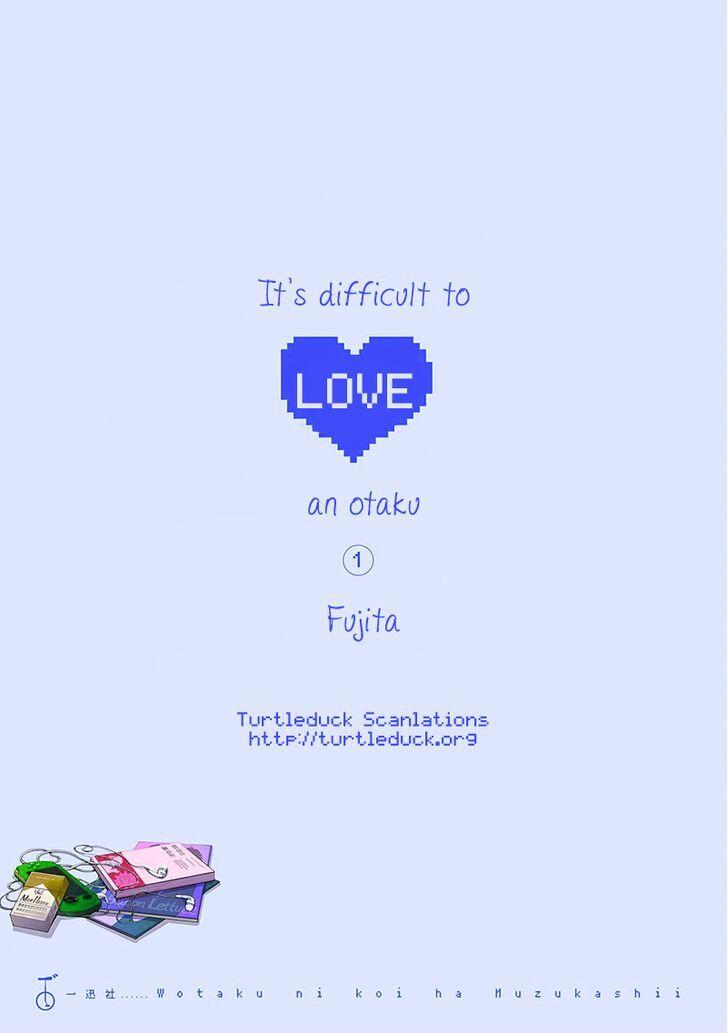 It's difficult to
LOVE
an otaku
1
Fujita
Turtleduck Scanlations
http://turtleduck.org
一迅社......Wotaku ni koi ha Muzukashii